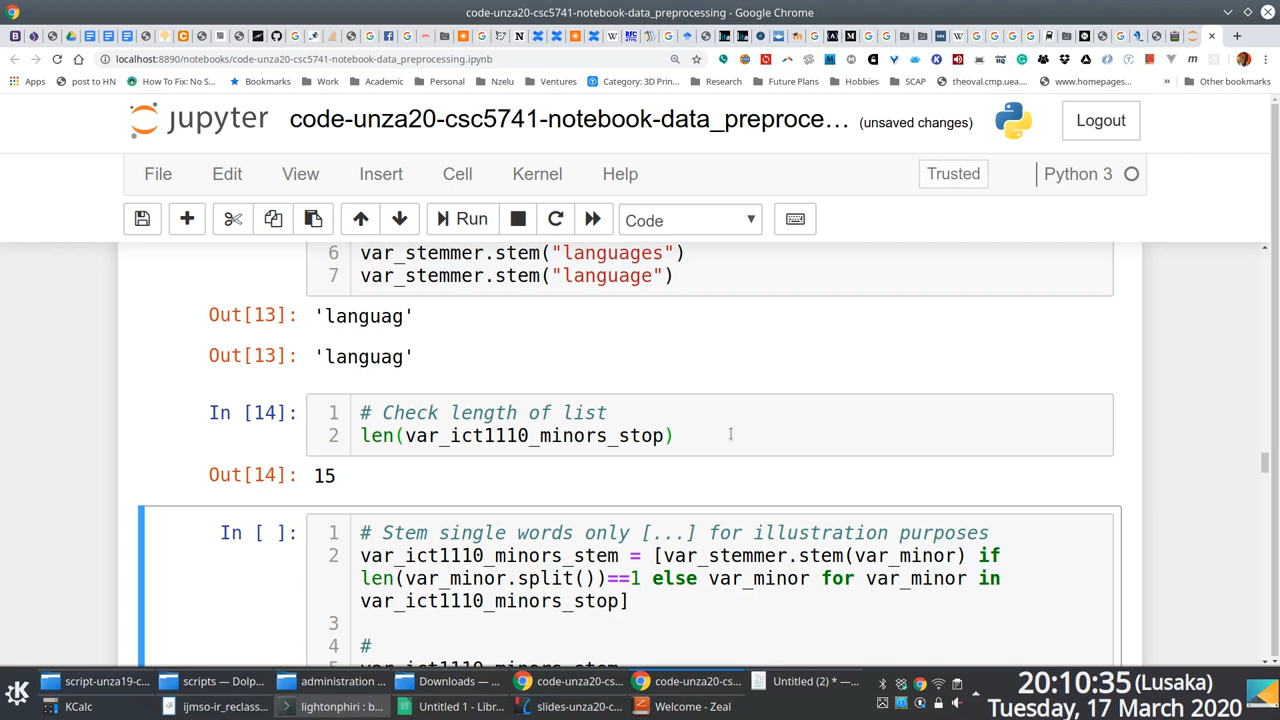 code-unza20-csc5741-notebook-data_preprocessing - Google Chrome
localhost:8890/notebooks/code-unza20-csc5741-notebook-data_preprocessing.ipynb
Apps post to HN How To Fix: No S... Bookmarks Work Academic Personal Nzelu Ventures Category: 3D Prin... Research Future Plans Hobbies SCAP theoval.cmp.uea... www.homepages... » Other bookmarks
jupyter code-unza20-csc5741-notebook-data_preproce... (unsaved changes) Logout
File Edit View Insert Cell Kernel Help Trusted Python 3
Run Code
6 var_stemmer.stem("languages")
7 var_stemmer.stem("language")
Out[13]: 'languag'
Out[13]: 'languag'
In [14]: 1 # Check length of list
2 len(var_ict1110_minors_stop)
Out[14]: 15
In [ ]: 1 # Stem single words only [...] for illustration purposes
2 var_ict1110_minors_stem = [var_stemmer.stem(var_minor) if
len(var_minor.split())==1 else var_minor for var_minor in
var_ict1110_minors_stop]
3
4 #
5 var_ict1110_minors_stem
script-unza19-c... scripts — Dolp... administration ... Downloads — ... code-unza20-cs... code-unza20-cs... Untitled (2) * —...
KCalc ijmso-ir_reclass... lightonphiri : b... Untitled 1 - Libr... slides-unza20-c... Welcome - Zeal
20:10:35 (Lusaka)
Tuesday, 17 March 2020